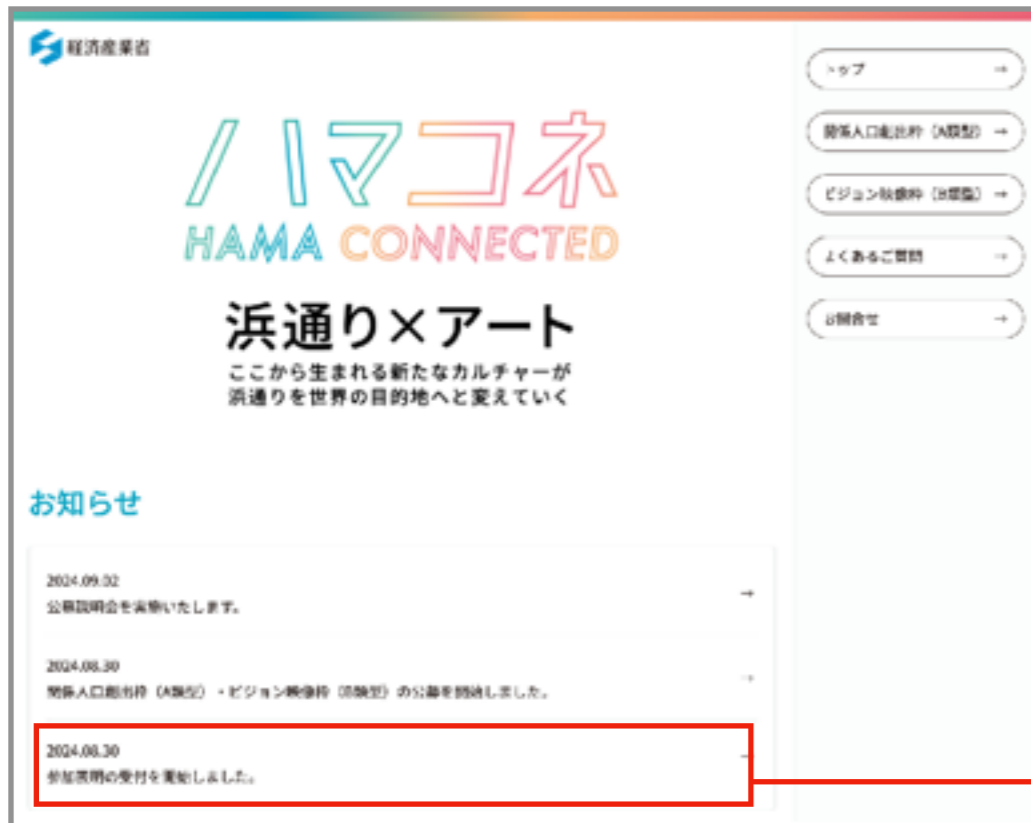 経済産業省
ハマコネ
HAMA CONNECTED
浜通り×アート
ここから生まれる新たなカルチャーが
浜通りを世界の目的地へと変えていく
トップ →
関係人口創出枠（A類型） →
ビジョン映像枠（B類型） →
よくあるご質問 →
お問合せ →
お知らせ
2024.09.02
公募説明会を実施いたします。 →
2024.08.30
関係人口創出枠（A類型）・ビジョン映像枠（B類型）の公募を開始しました。 →
2024.08.30
参加表明の受付を開始しました。 →